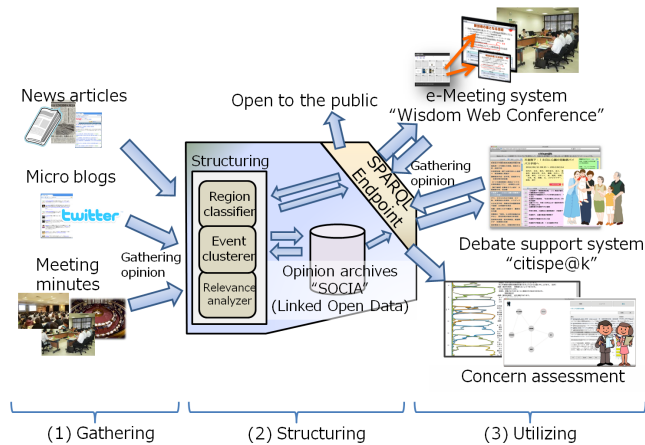 News articles
Micro blogs
twitter
Gathering
opinion
Meeting
minutes
Open to the public
Structuring
Region
classifier
Event
clusterer
Relevance
analyzer
Opinion archives
“SOCIA”
(Linked Open Data)
SPARQL
Endpoint
e-Meeting system
“Wisdom Web Conference”
Gathering
opinion
Debate support system
“citispe@k”
Concern assessment
(1) Gathering
(2) Structuring
(3) Utilizing